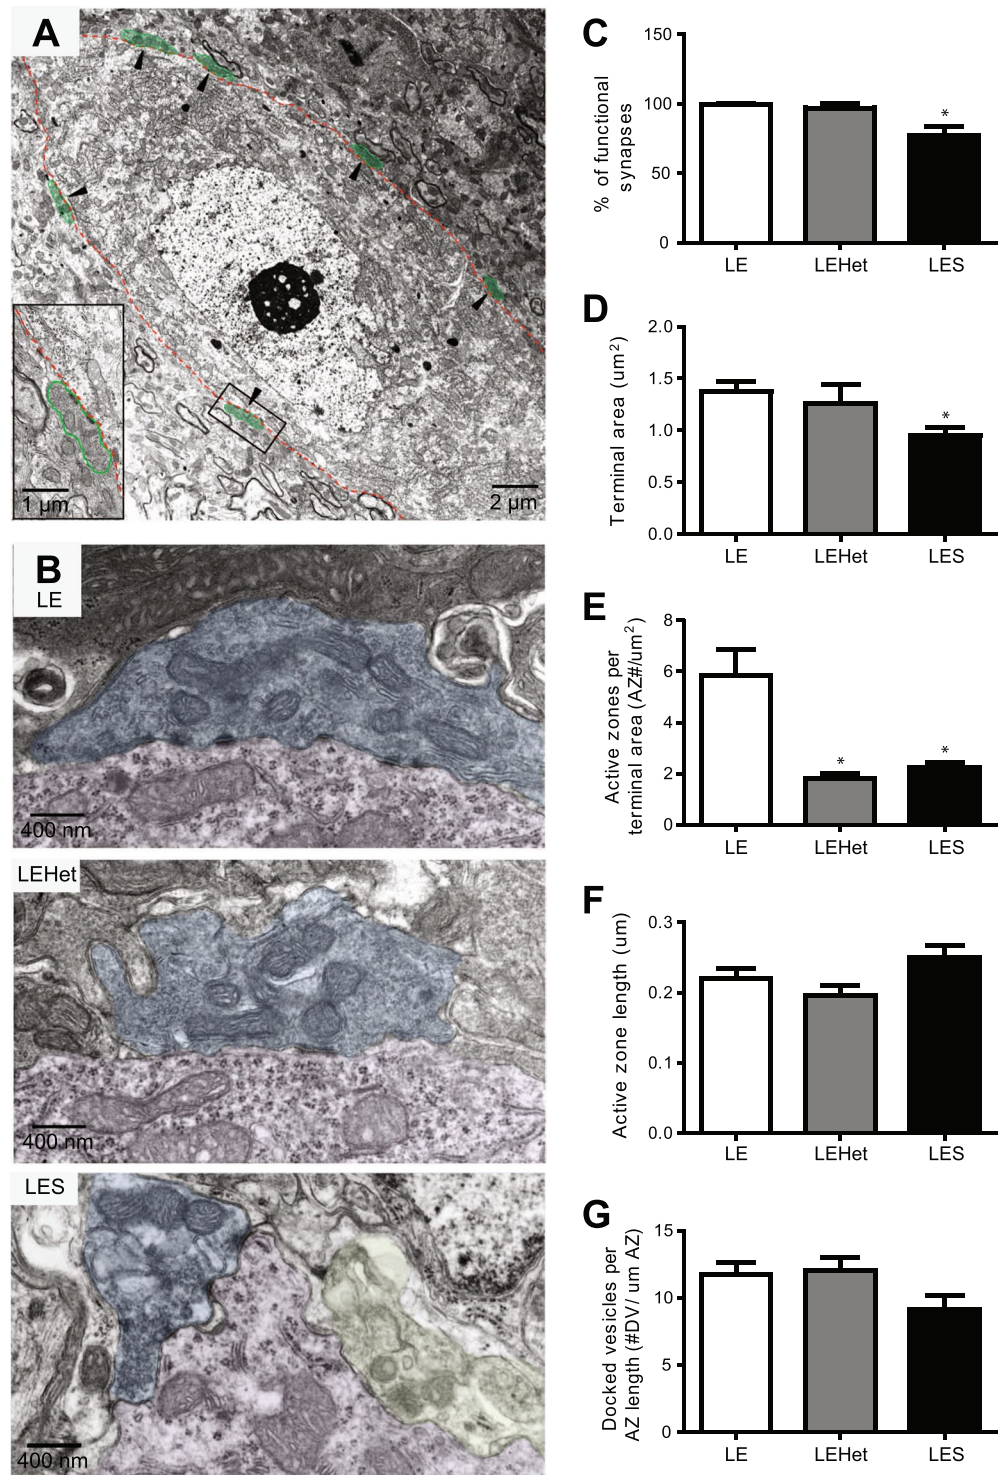 A
1 µm
2 µm
B
LE
400 nm
LEHet
400 nm
LES
400 nm
C
% of functional
synapses
150
100
50
0
LE LEHet LES
*
D
Terminal area (um²)
2.0
1.5
1.0
0.5
0.0
LE LEHet LES
*
E
Active zones per
terminal area (AZ#/um²)
8
6
4
2
0
LE LEHet LES
* *
F
Active zone length (um)
0.3
0.2
0.1
0.0
LE LEHet LES
G
Docked vesicles per
AZ length (#DV/ um AZ)
15
10
5
0
LE LEHet LES